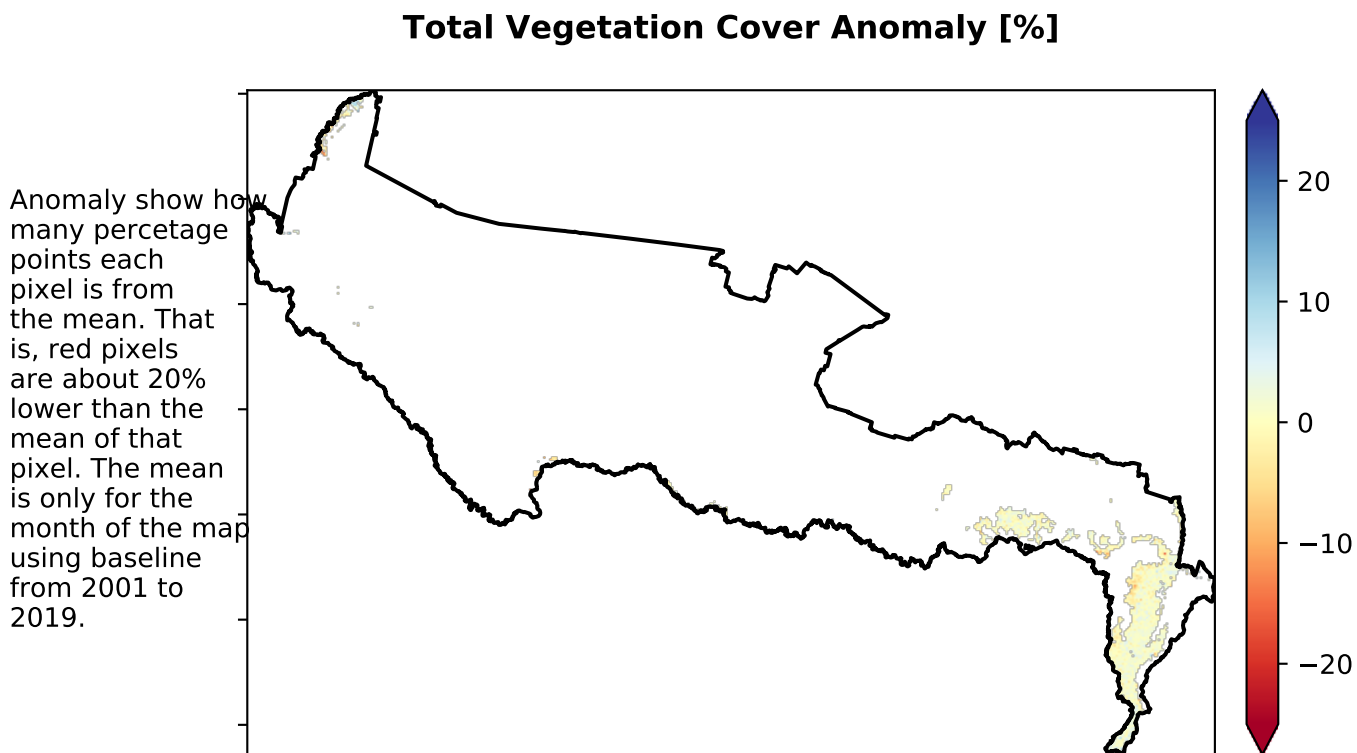 Total Vegetation Cover Anomaly [%]
Anomaly show how
many percetage
points each
pixel is from
the mean. That
is, red pixels
are about 20%
lower than the
mean of that
pixel. The mean
is only for the
month of the map
using baseline
from 2001 to
2019.
20
10
0
−10
−20